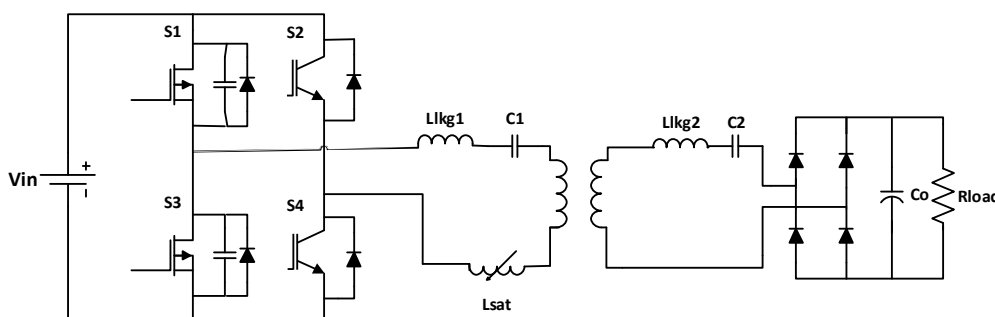 S1
S2
Llkg1
C1
Llkg2
C2
+
Vin
-
S3
S4
Co
Rload
Lsat